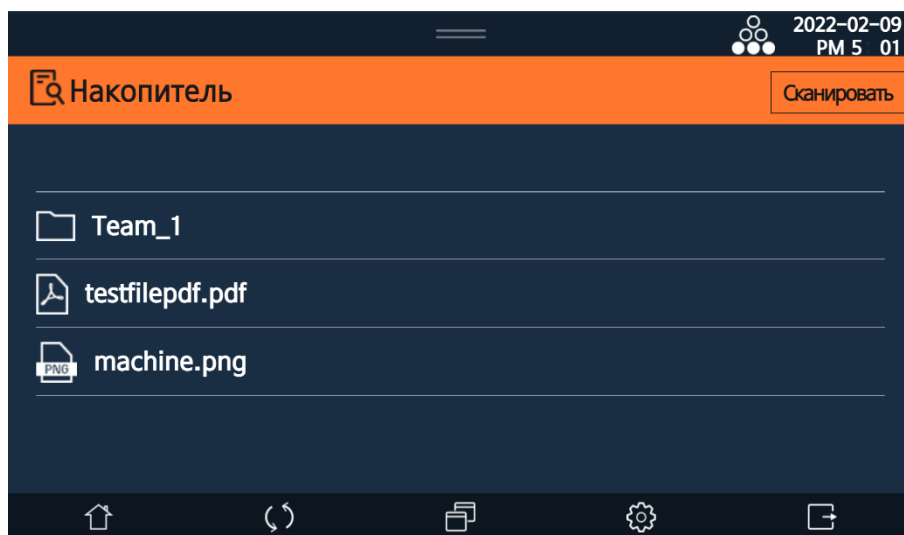 2022-02-09
PM 5 01
Накопитель
Сканировать
Team_1
testfilepdf.pdf
PNG
machine.png